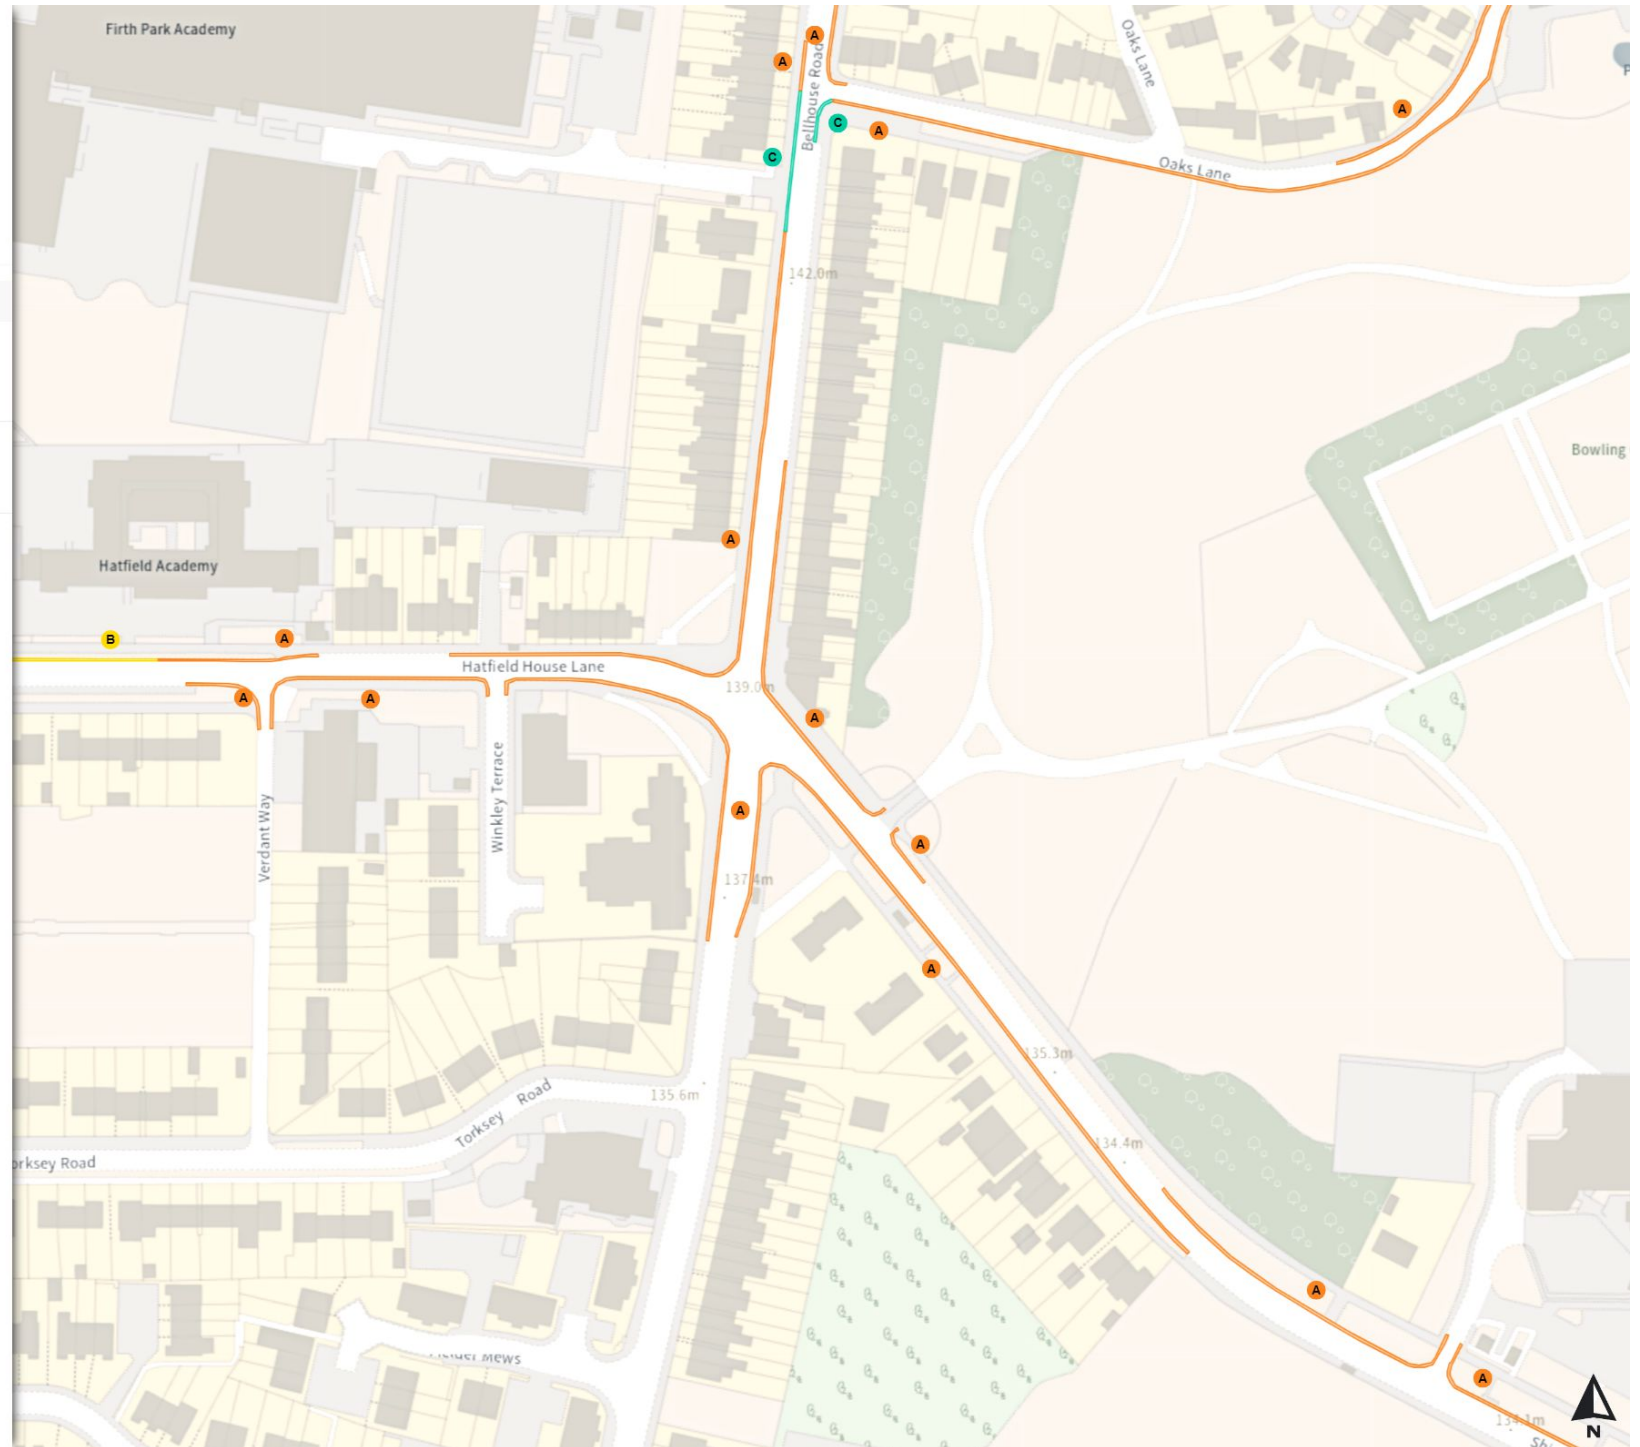 Firth Park Academy
A
A
Bellhouse Road
Oaks Lane
A
C
A
C
Oaks Lane
142.0m
Bowling
A
Hatfield Academy
B
A
Hatfield House Lane
139.0m
A
A
A
Winkley Terrace
Verdant Way
A
A
137.4m
A
135.3m
135.6m
Torksey Road
134.4m
orksey Road
A
Mews
A
134.1m
N